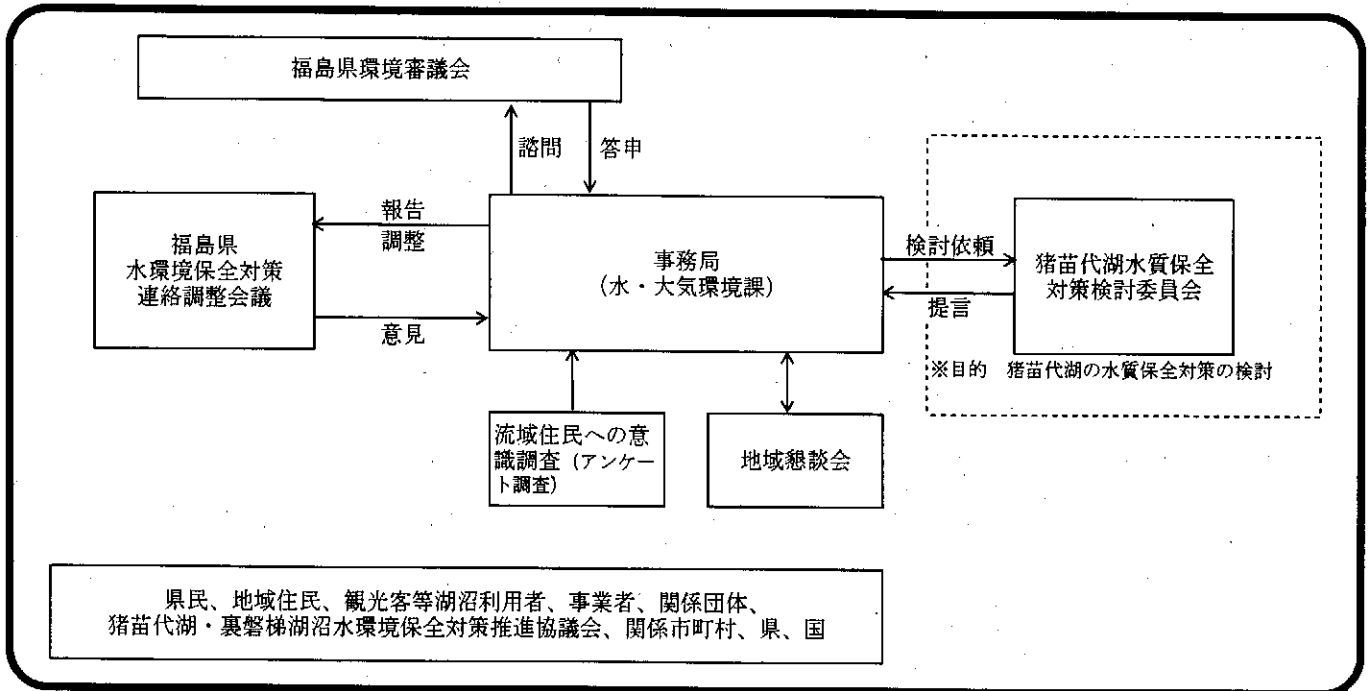 福島県環境審議会
諮問
答申
福島県
水環境保全対策
連絡調整会議
報告
調整
意見
事務局
(水・大気環境課)
検討依頼
提言
猪苗代湖水質保全
対策検討委員会
※目的 猪苗代湖の水質保全対策の検討
流域住民への意
識調査(アンケー
ト調査)
地域懇談会
県民、地域住民、観光客等湖沼利用者、事業者、関係団体、
猪苗代湖・裏磐梯湖沼水環境保全対策推進協議会、関係市町村、県、国